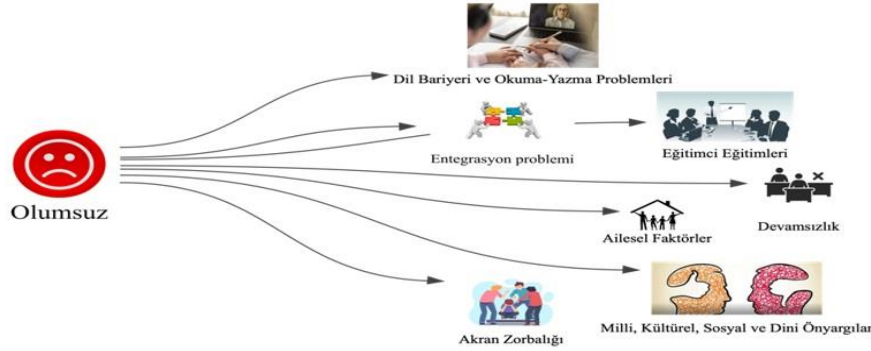 Dil Bariyeri ve Okuma-Yazma Problemleri
Entegrasyon problemi
Eğitimci Eğitimleri
Olumsuz
Devamsızlık
Ailesel Faktörler
Akran Zorbalığı
Milli, Kültürel, Sosyal ve Dini Önyargılar